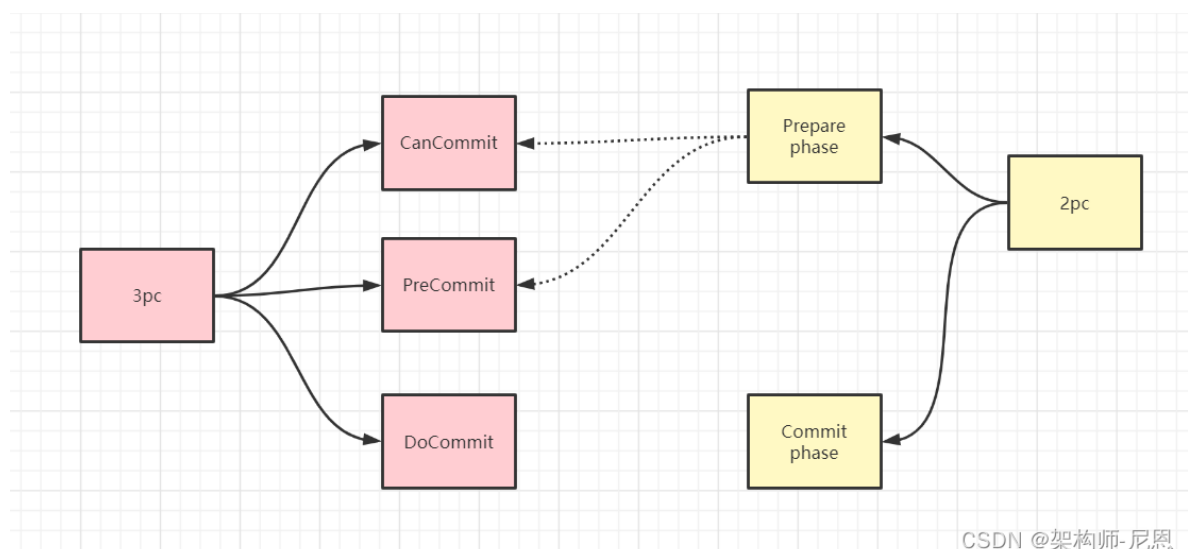 CanCommit
Prepare
phase
2pc
PreCommit
3pc
DoCommit
Commit
phase
CSDN @架构师-尼恩